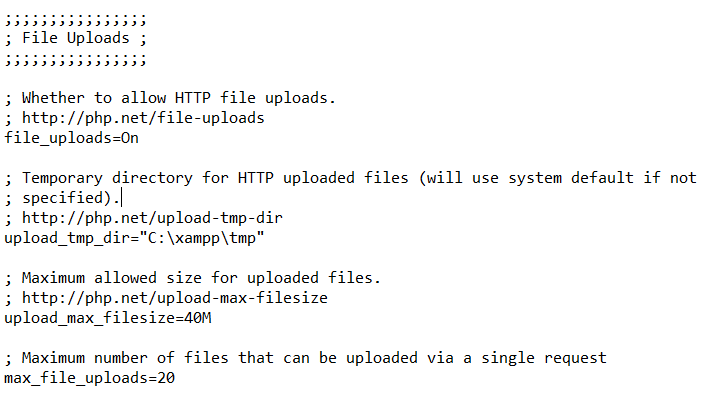 ;;;;;;;;;;;;;;;;
; File Uploads ;
;;;;;;;;;;;;;;;;
; Whether to allow HTTP file uploads.
; http://php.net/file-uploads
file_uploads=On
; Temporary directory for HTTP uploaded files (will use system default if not
; specified).
; http://php.net/upload-tmp-dir
upload_tmp_dir="C:\xampp\tmp"
; Maximum allowed size for uploaded files.
; http://php.net/upload-max-filesize
upload_max_filesize=40M
; Maximum number of files that can be uploaded via a single request
max_file_uploads=20